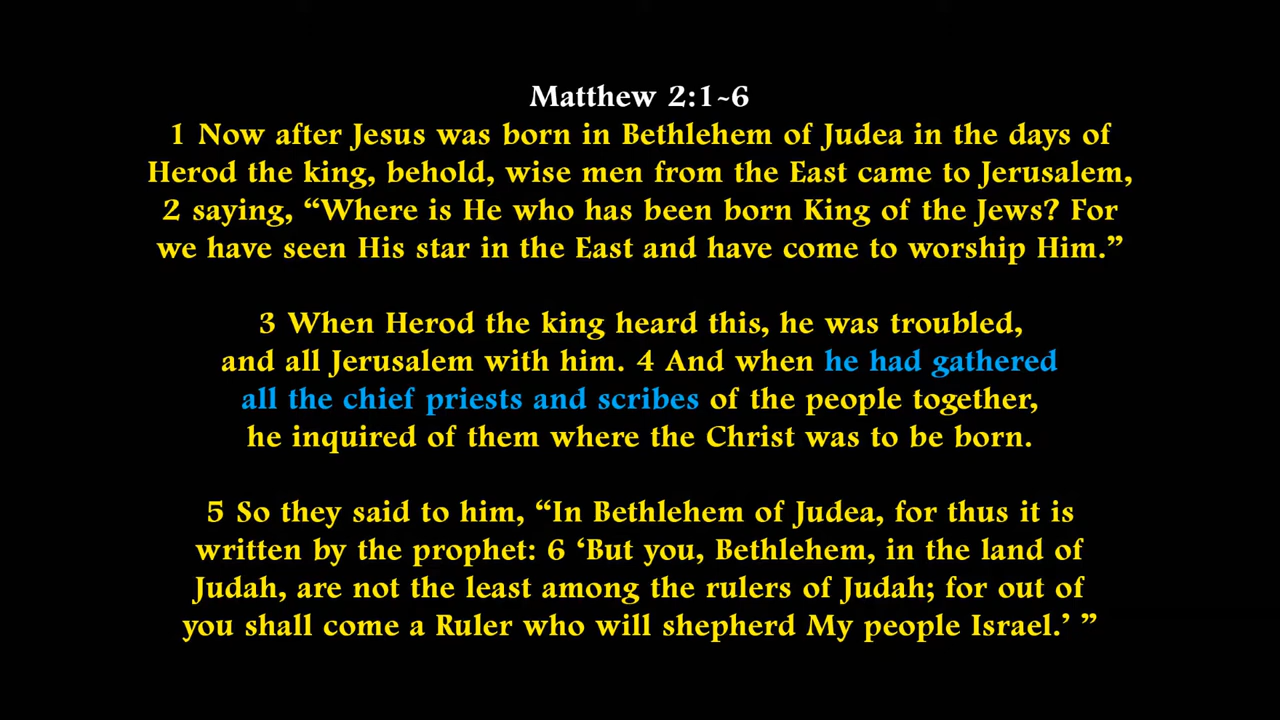 Matthew 2:1~6
1 Now after Jesus was born in Bethlehem of Judea in the days of
Herod the king, behold, wise men from the East came to Jerusalem,
2 saying, “Where is He who has been born King of the Jews? For
we have seen His star in the East and have come to worship Him.”
3 When Herod the king heard this, he was troubled,
and all Jerusalem with him. 4 And when he had gathered
all the chief priests and scribes of the people together,
he inquired of them where the Christ was to be born.
5 So they said to him, “In Bethlehem of Judea, for thus it is
written by the prophet: 6 ‘But you, Bethlehem, in the land of
Judah, are not the least among the rulers of Judah; for out of
you shall come a Ruler who will shepherd My people Israel.’ ”